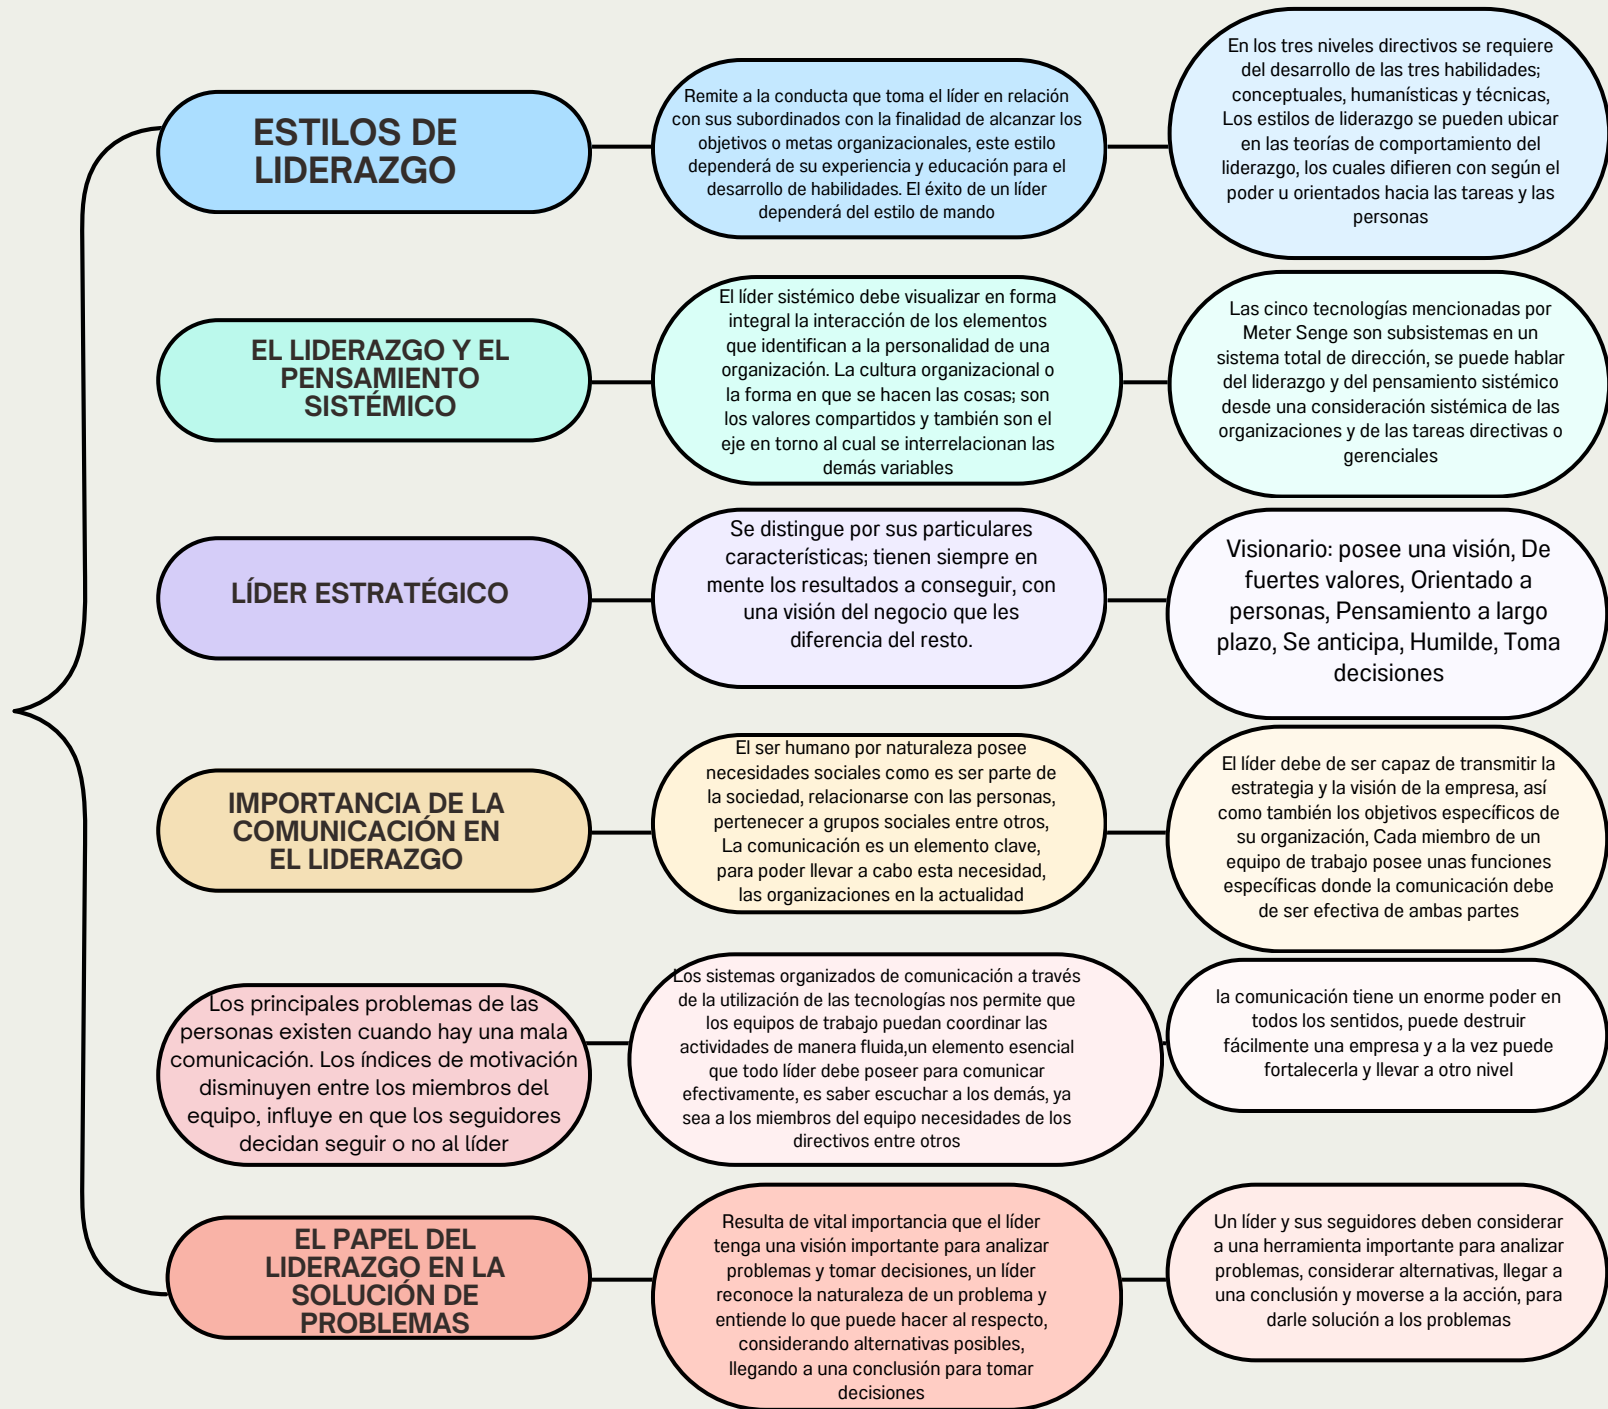 ESTILOS DE
LIDERAZGO
Remite a la conducta que toma el líder en relación
con sus subordinados con la finalidad de alcanzar los
objetivos o metas organizacionales, este estilo
dependerá de su experiencia y educación para el
desarrollo de habilidades. El éxito de un líder
dependerá del estilo de mando
En los tres niveles directivos se requiere
del desarrollo de las tres habilidades;
conceptuales, humanísticas y técnicas,
Los estilos de liderazgo se pueden ubicar
en las teorías de comportamiento del
liderazgo, los cuales difieren con según el
poder u orientados hacia las tareas y las
personas
EL LIDERAZGO Y EL
PENSAMIENTO
SISTÉMICO
El líder sistémico debe visualizar en forma
integral la interacción de los elementos
que identifican a la personalidad de una
organización. La cultura organizacional o
la forma en que se hacen las cosas; son
los valores compartidos y también son el
eje en torno al cual se interrelacionan las
demás variables
Las cinco tecnologías mencionadas por
Meter Senge son subsistemas en un
sistema total de dirección, se puede hablar
del liderazgo y del pensamiento sistémico
desde una consideración sistémica de las
organizaciones y de las tareas directivas o
gerenciales
LÍDER ESTRATÉGICO
Se distingue por sus particulares
características; tienen siempre en
mente los resultados a conseguir, con
una visión del negocio que les
diferencia del resto.
Visionario: posee una visión, De
fuertes valores, Orientado a
personas, Pensamiento a largo
plazo, Se anticipa, Humilde, Toma
decisiones
IMPORTANCIA DE LA
COMUNICACIÓN EN
EL LIDERAZGO
El ser humano por naturaleza posee
necesidades sociales como es ser parte de
la sociedad, relacionarse con las personas,
pertenecer a grupos sociales entre otros,
La comunicación es un elemento clave,
para poder llevar a cabo esta necesidad,
las organizaciones en la actualidad
El líder debe de ser capaz de transmitir la
estrategia y la visión de la empresa, así
como también los objetivos específicos de
su organización, Cada miembro de un
equipo de trabajo posee unas funciones
específicas donde la comunicación debe
de ser efectiva de ambas partes
Los principales problemas de las
personas existen cuando hay una mala
comunicación. Los índices de motivación
disminuyen entre los miembros del
equipo, influye en que los seguidores
decidan seguir o no al líder
Los sistemas organizados de comunicación a través
de la utilización de las tecnologías nos permite que
los equipos de trabajo puedan coordinar las
actividades de manera fluida,un elemento esencial
que todo líder debe poseer para comunicar
efectivamente, es saber escuchar a los demás, ya
sea a los miembros del equipo necesidades de los
directivos entre otros
la comunicación tiene un enorme poder en
todos los sentidos, puede destruir
fácilmente una empresa y a la vez puede
fortalecerla y llevar a otro nivel
EL PAPEL DEL
LIDERAZGO EN LA
SOLUCIÓN DE
PROBLEMAS
Resulta de vital importancia que el líder
tenga una visión importante para analizar
problemas y tomar decisiones, un líder
reconoce la naturaleza de un problema y
entiende lo que puede hacer al respecto,
considerando alternativas posibles,
llegando a una conclusión para tomar
decisiones
Un líder y sus seguidores deben considerar
a una herramienta importante para analizar
problemas, considerar alternativas, llegar a
una conclusión y moverse a la acción, para
darle solución a los problemas